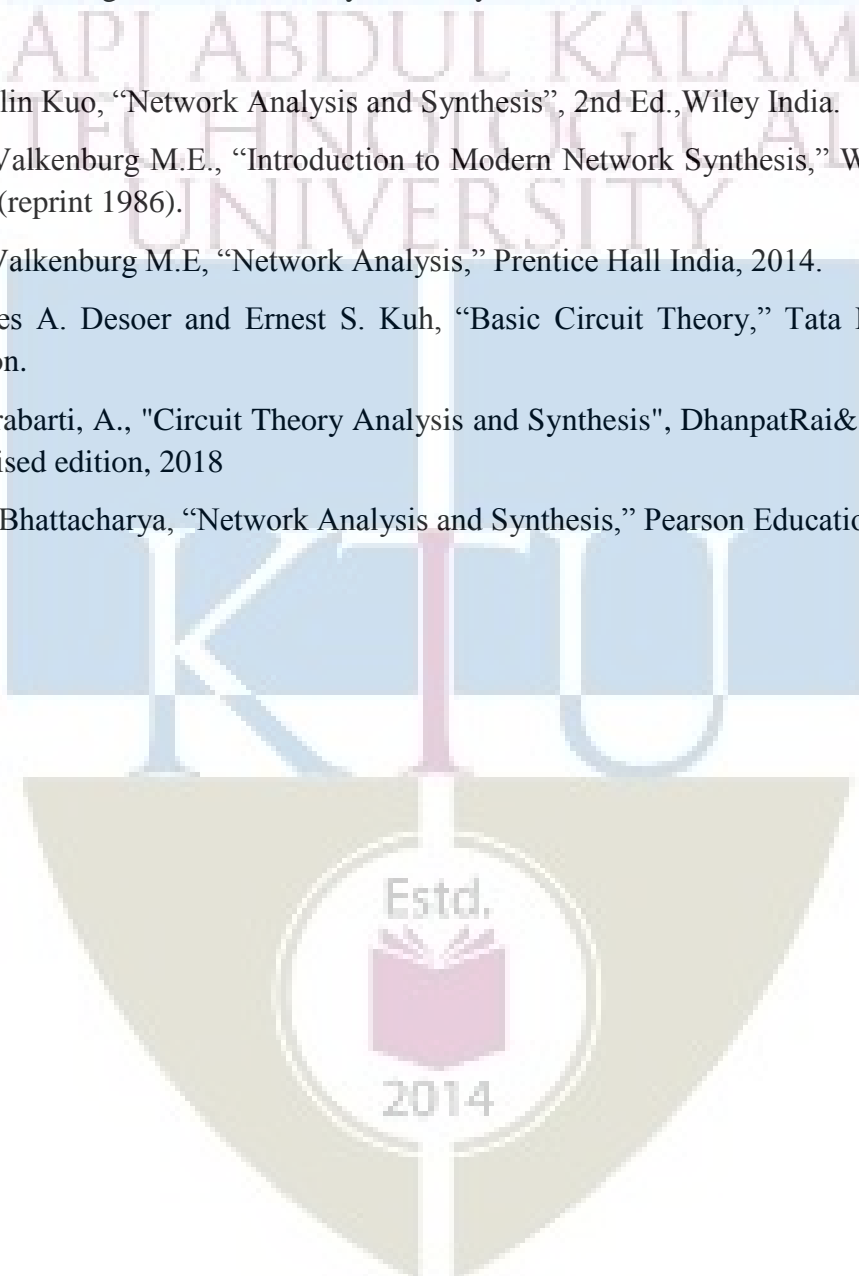 API ABDUL KALAM
lin Kuo, “Network Analysis and Synthesis”, 2nd Ed.,Wiley India.
TECHNOLOGICAL
Valkenburg M.E., “Introduction to Modern Network Synthesis,” W
(reprint 1986).
UNIVERSITY
Valkenburg M.E, “Network Analysis,” Prentice Hall India, 2014.
es A. Desoer and Ernest S. Kuh, “Basic Circuit Theory,” Tata
on.
rabarti, A., "Circuit Theory Analysis and Synthesis", DhanpatRai&
ised edition, 2018
Bhattacharya, “Network Analysis and Synthesis,” Pearson Educatio
KTU
Estd.
2014